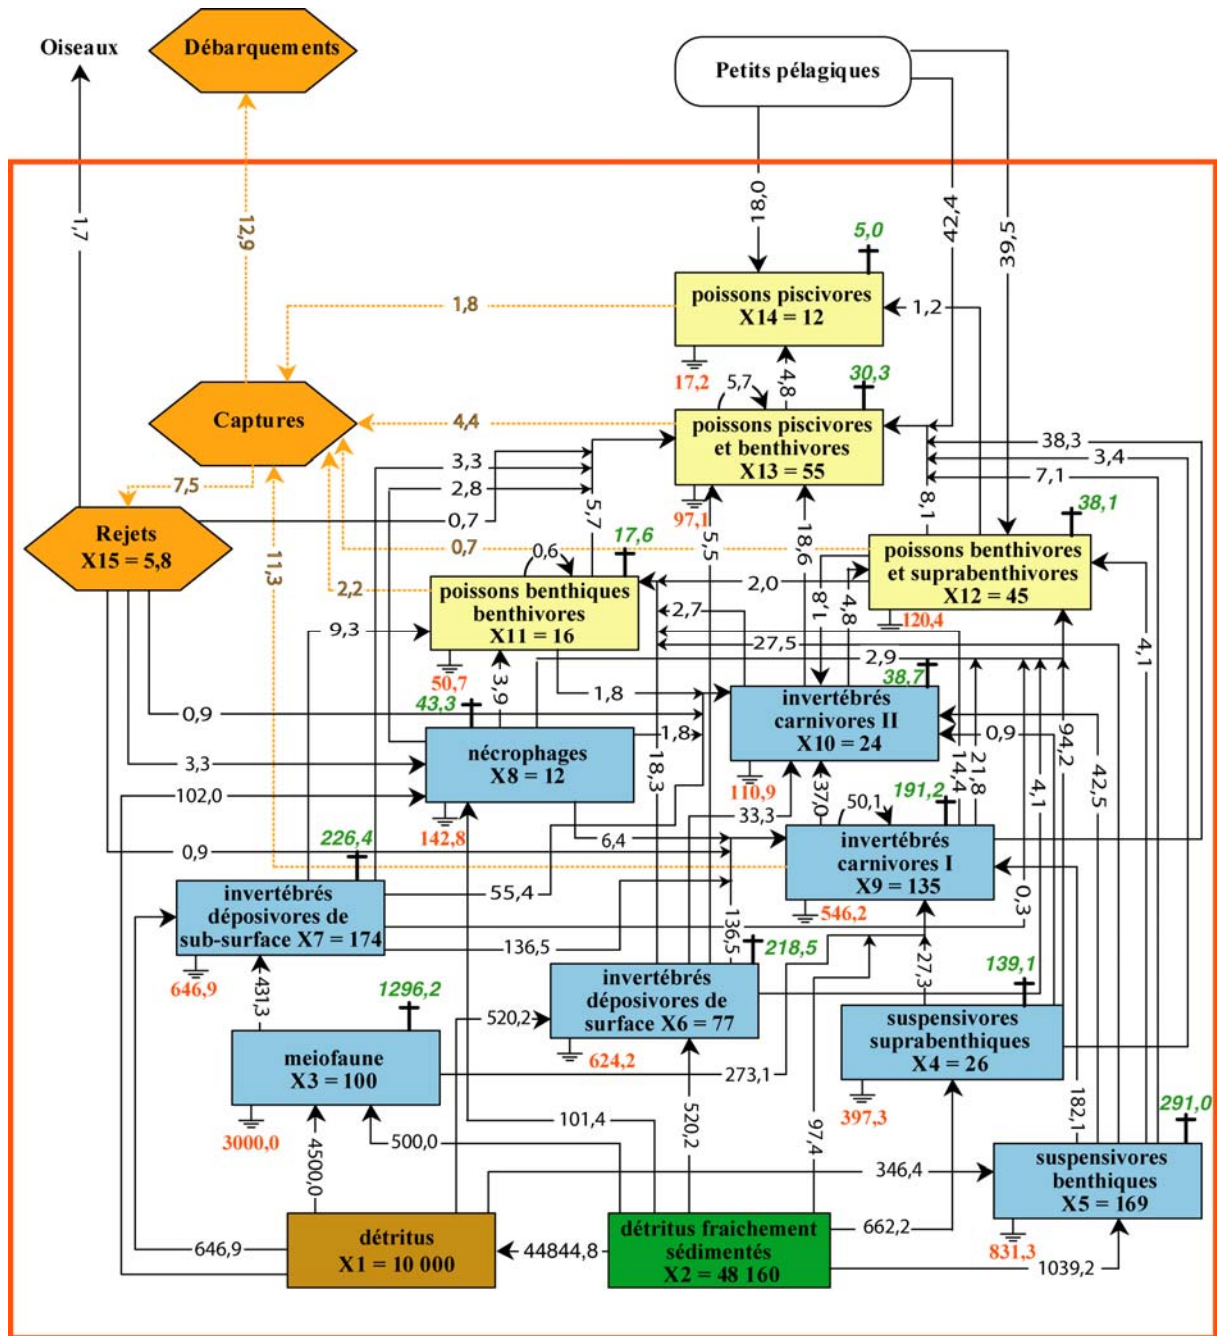 Oiseaux
Débarquements
Petits pélagiques
1,7
12,9
18,0
42,4
39,5
5,0
poissons piscivores
X14 = 12
1,8
1,2
17,2
4,8
30,3
5,7
Captures
4,4
poissons piscivores
et benthivores
X13 = 55
38,3
3,3
3,4
2,8
7,1
7,5
97,1
8,1
5,7
38,1
Rejets
X15 = 5,8
0,7
5,5
18,6
11,3
0,7
17,6
0,6
poissons benthivores
et suprabenthivores
X12 = 45
2,2
poissons benthiques
benthivores
X11 = 16
2,0
1,8
4,8
2,7
120,4
9,3
27,5
4,1
50,7
3,9
2,9
38,7
1,8
43,3
invertébrés
carnivores II
X10 = 24
0,9
1,8
0,9
94,2
nécrophages
X8 = 12
3,3
18,3
14,4
21,8
4,1
42,5
110,9
37,0
102,0
33,3
50,1
191,2
142,8
226,4
6,4
invertébrés
carnivores I
X9 = 135
0,9
invertébrés
déposivores de
sub-surface X7 = 174
55,4
0,3
546,2
136,5
136,5
218,5
27,3
646,9
431,3
1296,2
invertébrés
déposivores de
surface X6 = 77
139,1
520,2
suspensivores
suprabenthiques
X4 = 26
meiofaune
X3 = 100
624,2
273,1
3000,0
397,3
182,1
291,0
4500,0
500,0
101,4
520,2
97,4
suspensivores
benthiques
X5 = 169
346,4
détritus
X1 = 10 000
détritus fraichement
sédimentés
X2 = 48 160
662,2
646,9
44844,8
831,3
1039,2